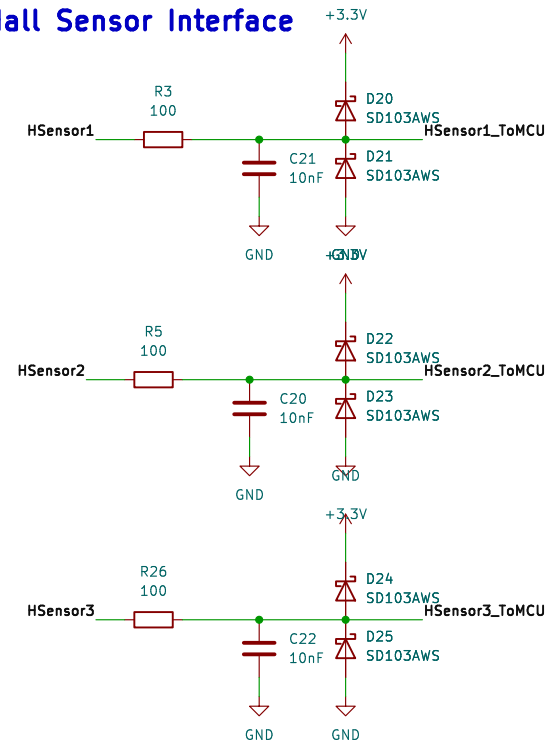 Hall Sensor Interface
+3.3V
R3
100
D20
SD103AWS
HSensor1
HSensor1_ToMCU
C21
10nF
D21
SD103AWS
GND
GND
+3.3V
R5
100
D22
SD103AWS
HSensor2
HSensor2_ToMCU
C20
10nF
D23
SD103AWS
GND
GND
+3.3V
R26
100
D24
SD103AWS
HSensor3
HSensor3_ToMCU
C22
10nF
D25
SD103AWS
GND
GND